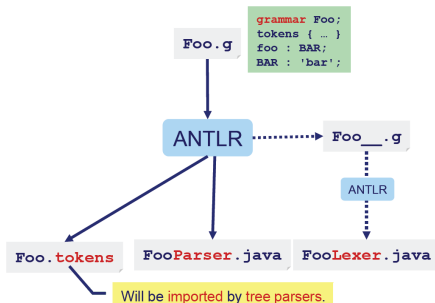 grammar Foo;
tokens { … }
foo : BAR;
BAR : 'bar';
Foo.g
ANTLR
Foo__.g
ANTLR
Foo.tokens
FooParser.java
FooLexer.java
Will be imported by tree parsers.